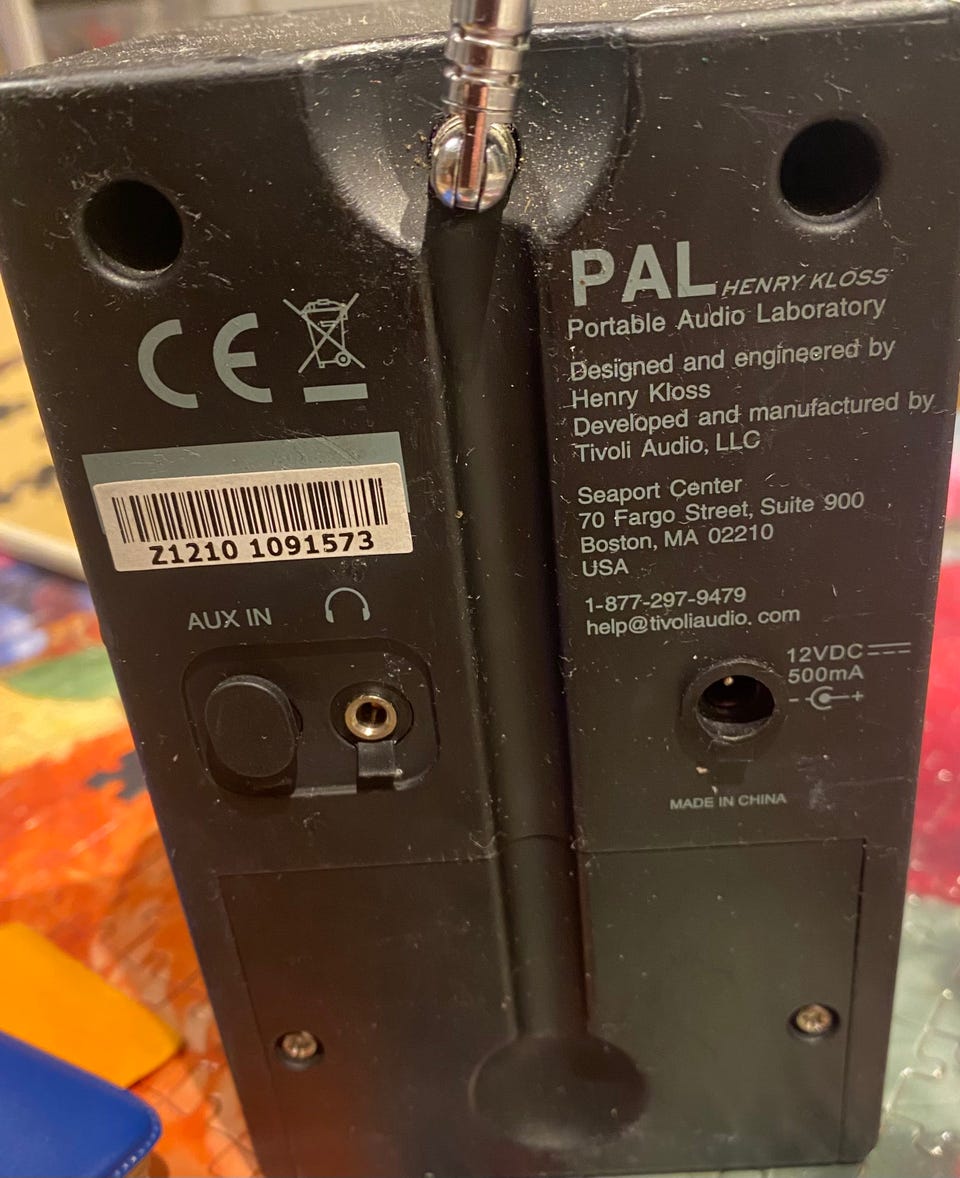 PAL HENRY KLOSS
Portable Audio Laboratory
Designed and engineered by
Henry Kloss
Developed and manufactured by
Tivoli Audio, LLC
Seaport Center
70 Fargo Street, Suite 900
Boston, MA 02210
USA
1-877-297-9479
help@tivoliaudio. com
CE
Z1210 1091573
AUX IN
12VDC
500mA
- +
MADE IN CHINA